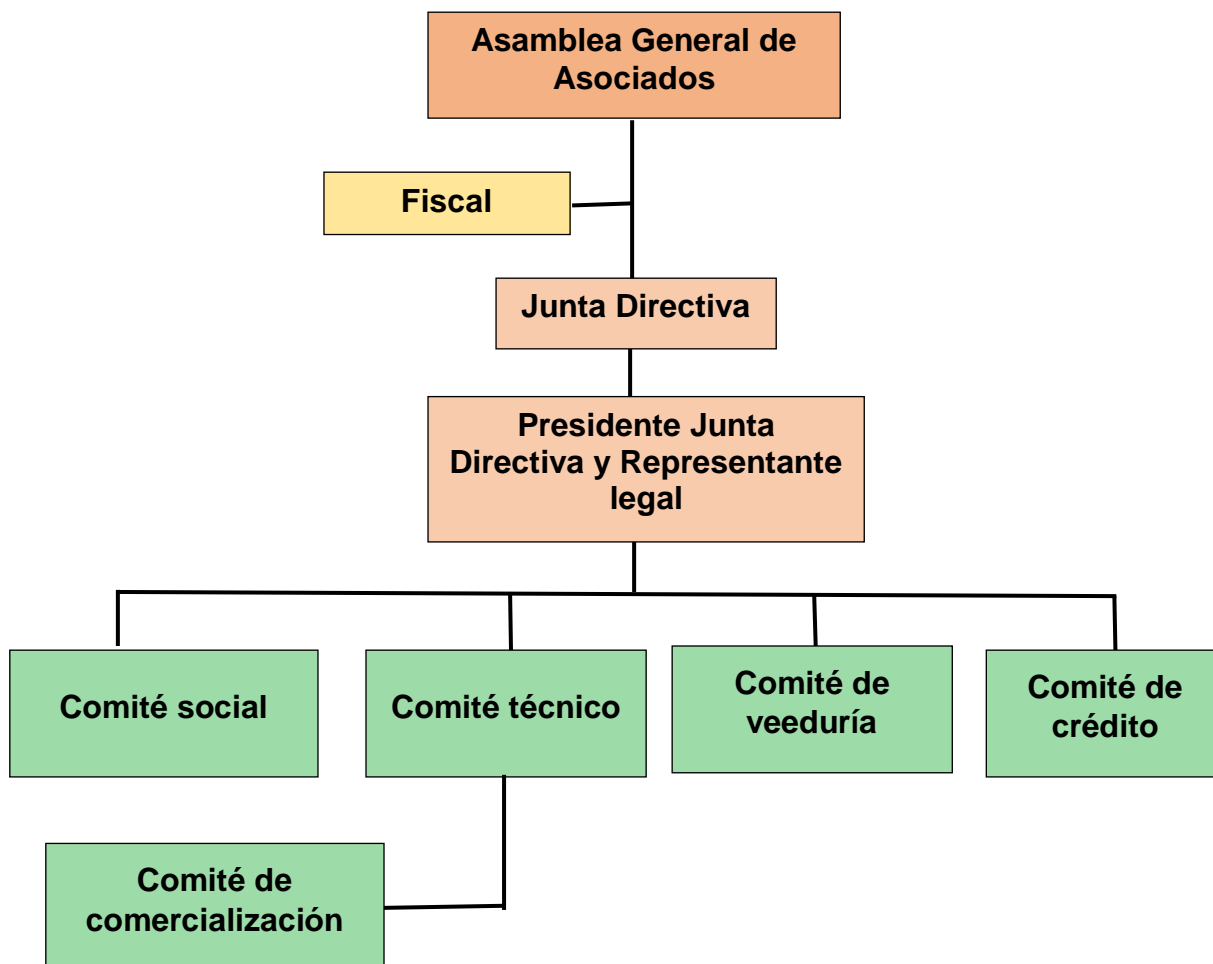 Asamblea General de
Asociados
Fiscal
Junta Directiva
Presidente Junta
Directiva y Representante
legal
Comité social
Comité técnico
Comité de
veeduría
Comité de
crédito
Comité de
comercialización